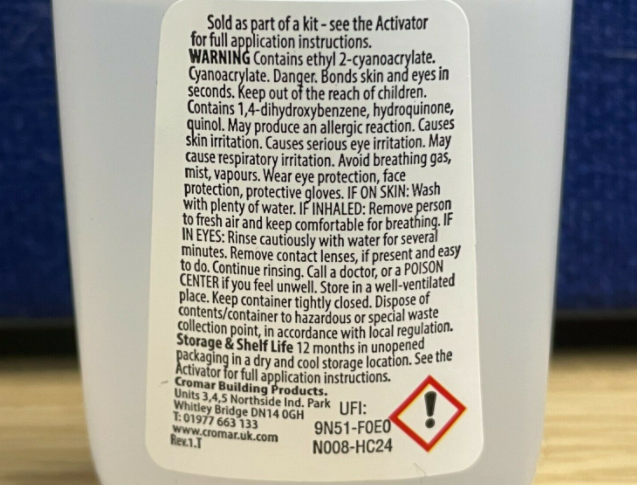 Sold as part of a kit - see the Activator
for full application instructions.
WARNING Contains ethyl 2-cyanoacrylate.
Cyanoacrylate. Danger. Bonds skin and eyes in
seconds. Keep out of the reach of children.
Contains 1,4-dihydroxybenzene, hydroquinone,
quinol. May produce an allergic reaction. Causes
skin irritation. Causes serious eye irritation. May
cause respiratory irritation. Avoid breathing gas,
mist, vapours. Wear eye protection, face
protection, protective gloves. IF ON SKIN: Wash
with plenty of water. IF INHALED: Remove person
to fresh air and keep comfortable for breathing. IF
IN EYES: Rinse cautiously with water for several
minutes. Remove contact lenses, if present and easy
to do. Continue rinsing. Call a doctor, or a POISON
CENTER if you feel unwell. Store in a well-ventilated
place. Keep container tightly closed. Dispose of
contents/container to hazardous or special waste
collection point, in accordance with local regulation.
Storage & Shelf Life 12 months in unopened
packaging in a dry and cool storage location. See the
Activator for full application instructions.
Cromar Building Products.
Units 3,4,5 Northside Ind. Park
Whitley Bridge DN14 0GH
T: 01977 663 133
www.cromar.uk.com
Rev.1.T
UFI:
9N51-F0E0
N008-HC24